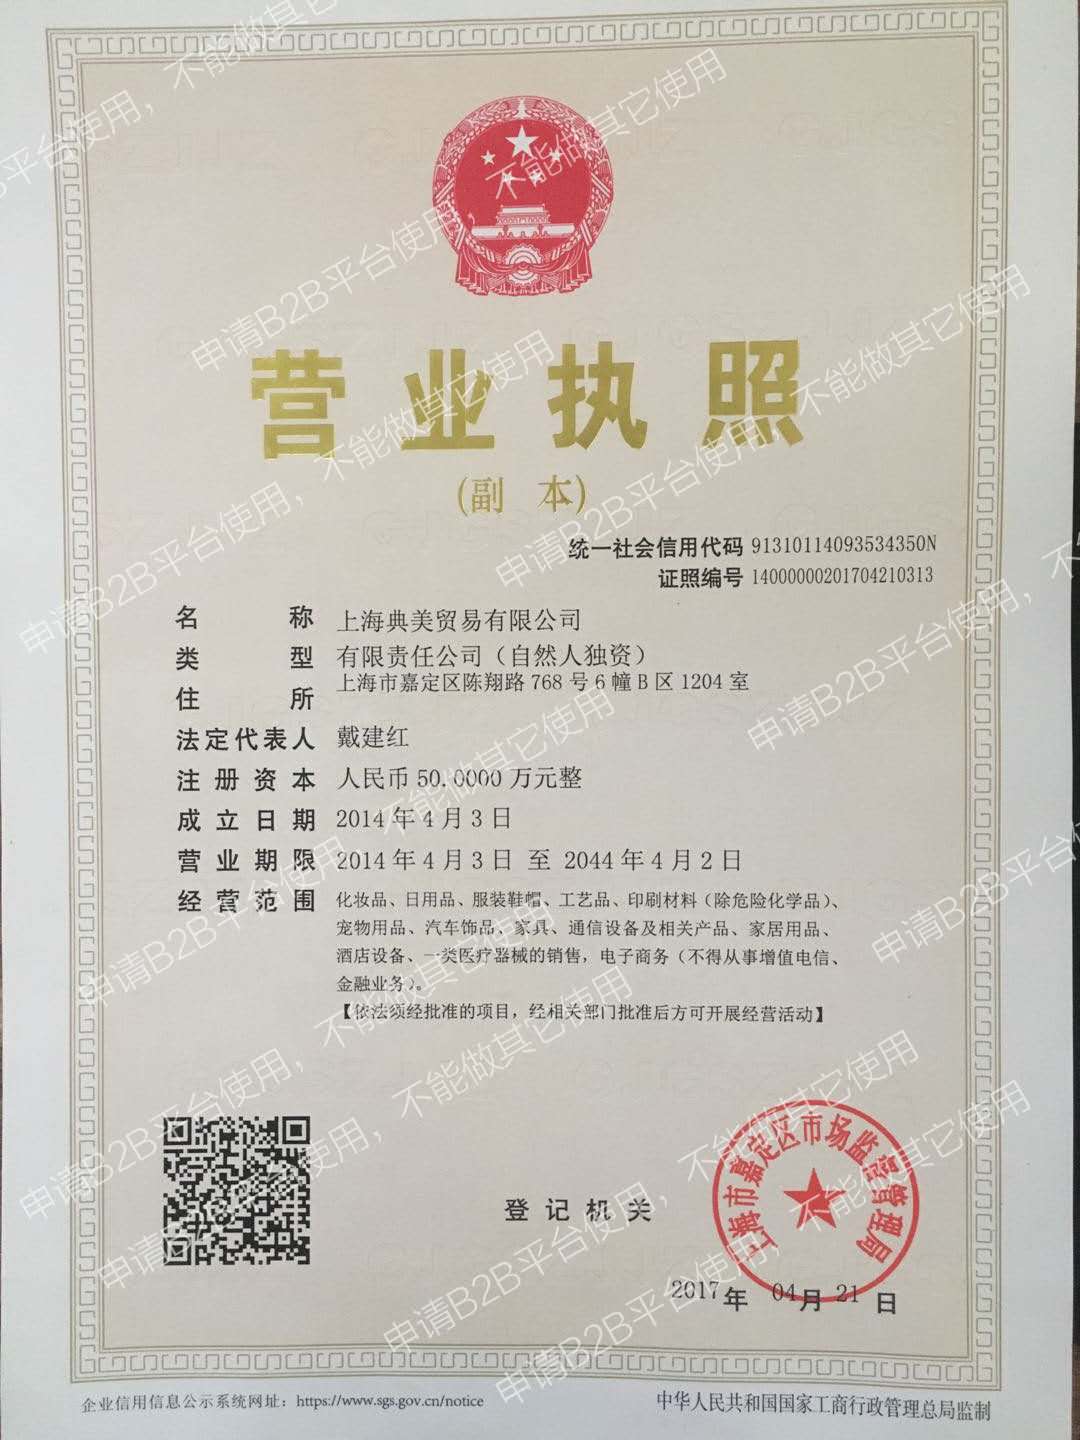 营业执照
(副 本)
统一社会信用代码 91310114093534350N
证照编号 14000000201704210313
名 称 上海典美贸易有限公司
类 型 有限责任公司（自然人独资）
住 所 上海市嘉定区陈翔路768号6幢B区1204室
法定代表人 戴建红
注册资本 人民币50.0000万元整
成立日期 2014年4月3日
营业期限 2014年4月3日 至 2044年4月2日
经营范围 化妆品、日用品、服装鞋帽、工艺品、印刷材料（除危险化学品）、
宠物用品、汽车饰品、家具、通信设备及相关产品、家居用品、
酒店设备、一类医疗器械的销售，电子商务（不得从事增值电信、
金融业务）。
【依法须经批准的项目，经相关部门批准后方可开展经营活动】
登记机关
上海市嘉定区市场监督管理局
2017年 04月 21日
企业信用信息公示系统网址：https://www.sgs.gov.cn/notice
中华人民共和国国家工商行政管理总局监制
申请B2B平台使用，不能做其它使用